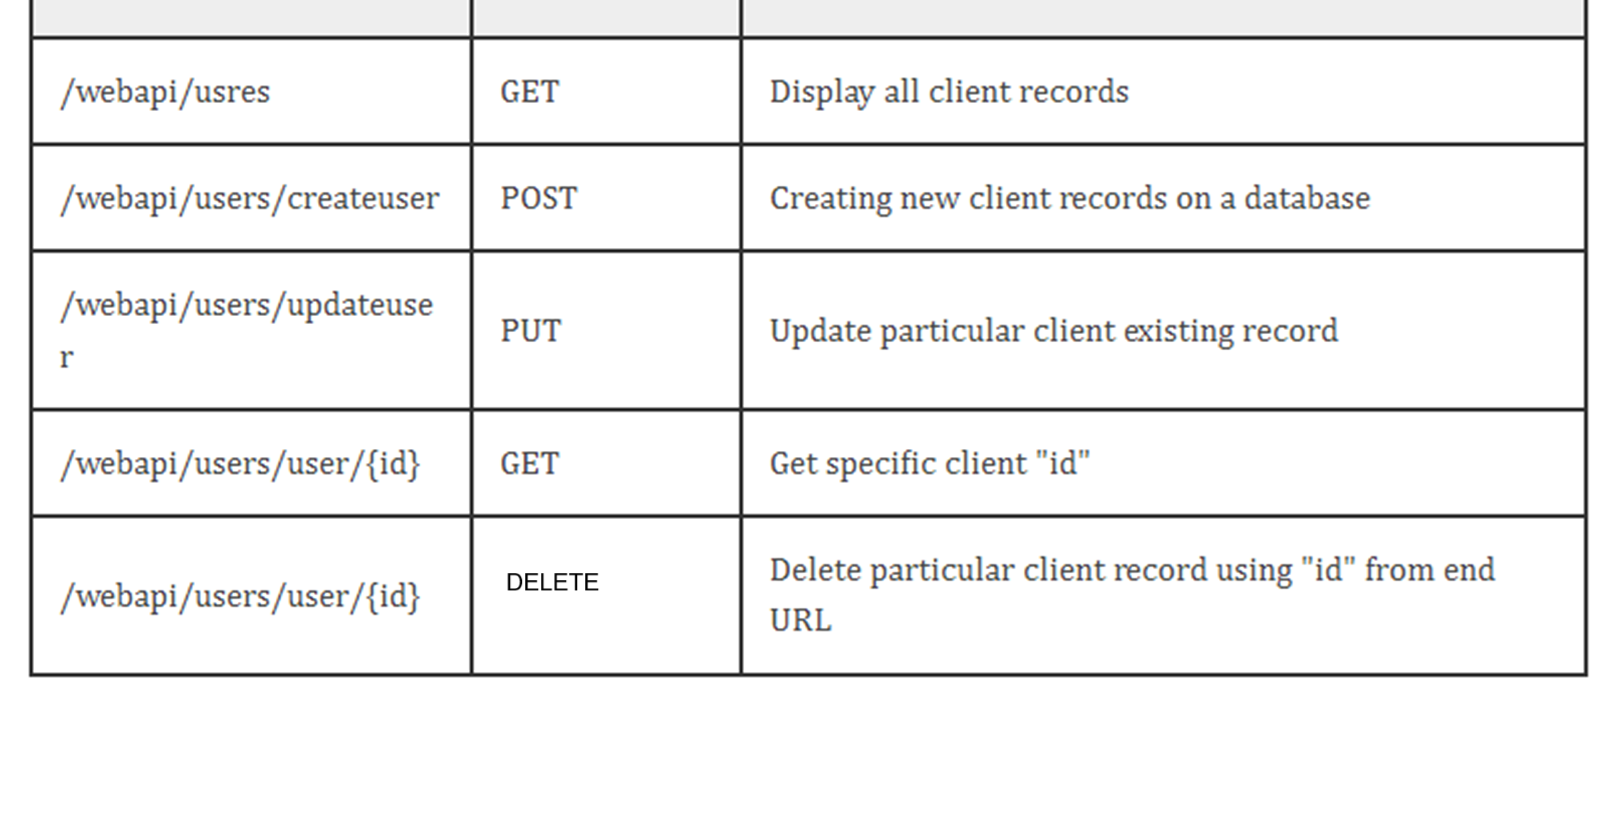 /webapi/usres GET Display all client records
/webapi/users/createuser POST Creating new client records on a database
/webapi/users/updateuse
r
PUT
Update particular client existing record
/webapi/users/user/{id} GET Get specific client "id"
/webapi/users/user/{id}
DELETE
Delete particular client record using "id" from end
URL